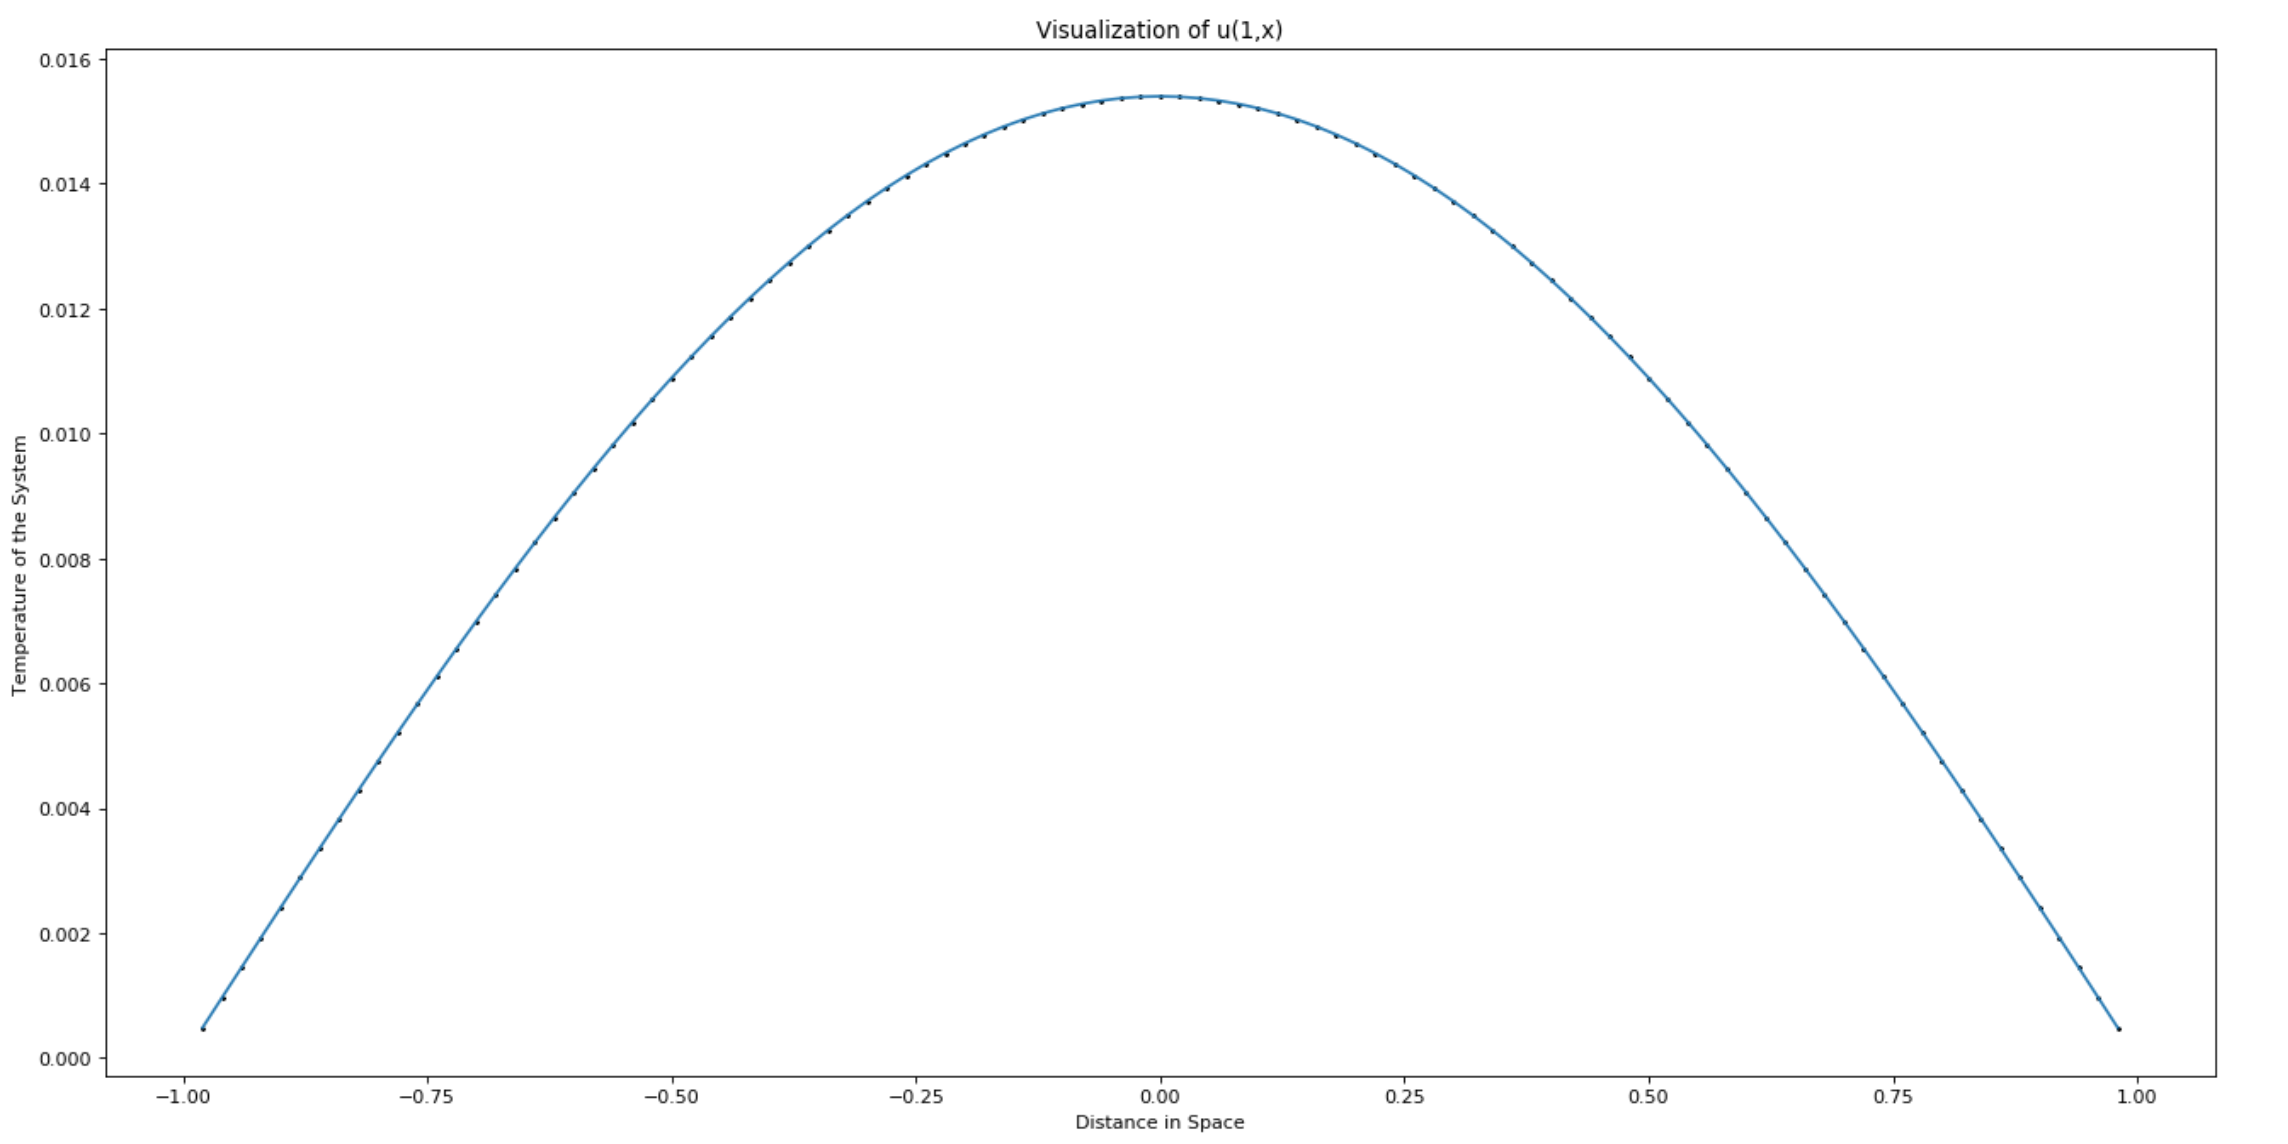 Visualization of u(1,x)
0.016
0.014
0.012
0.010
0.008
0.006
0.004
0.002
0.000
Temperature of the System
−1.00 −0.75 −0.50 −0.25 0.00 0.25 0.50 0.75 1.00
Distance in Space